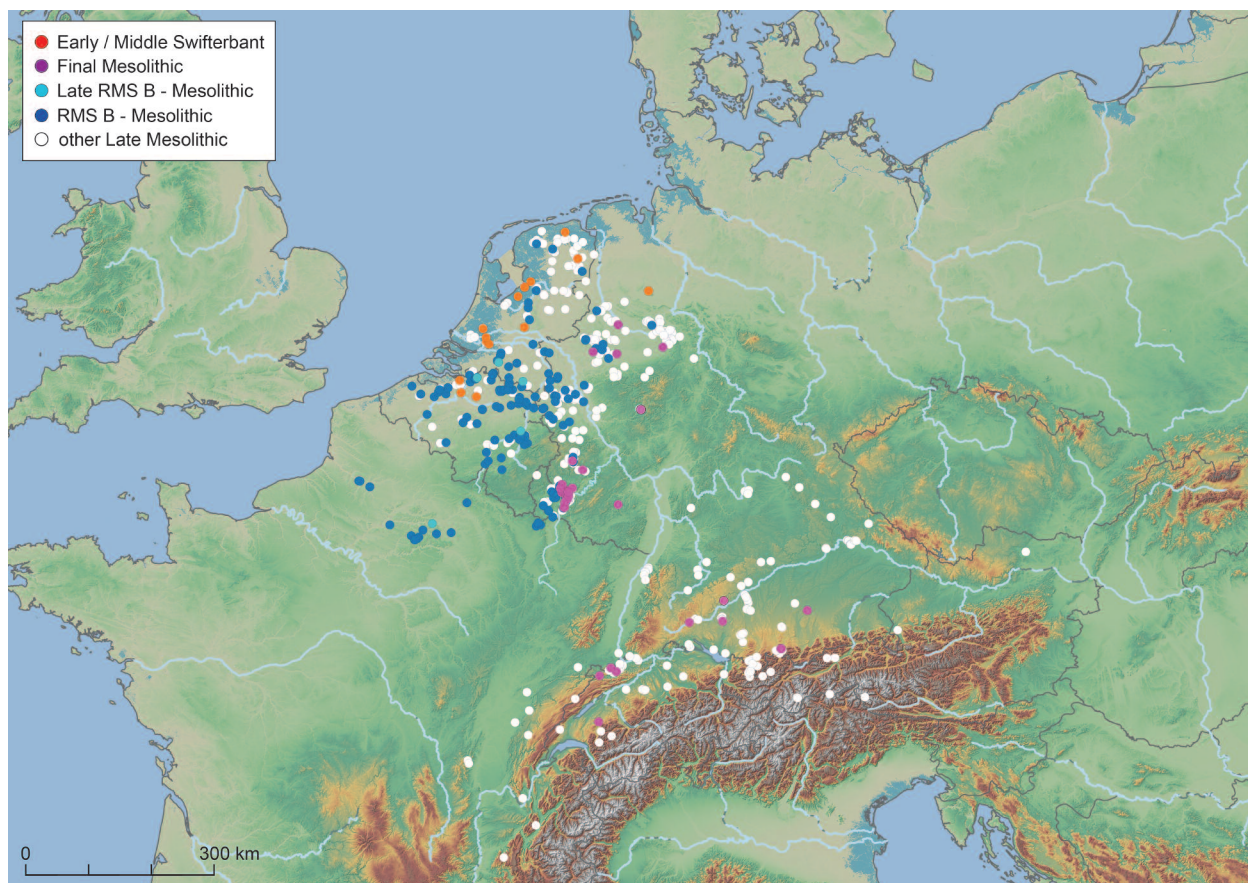 Early / Middle Swifterbant
Final Mesolithic
Late RMS B - Mesolithic
RMS B - Mesolithic
other Late Mesolithic
0 300 km